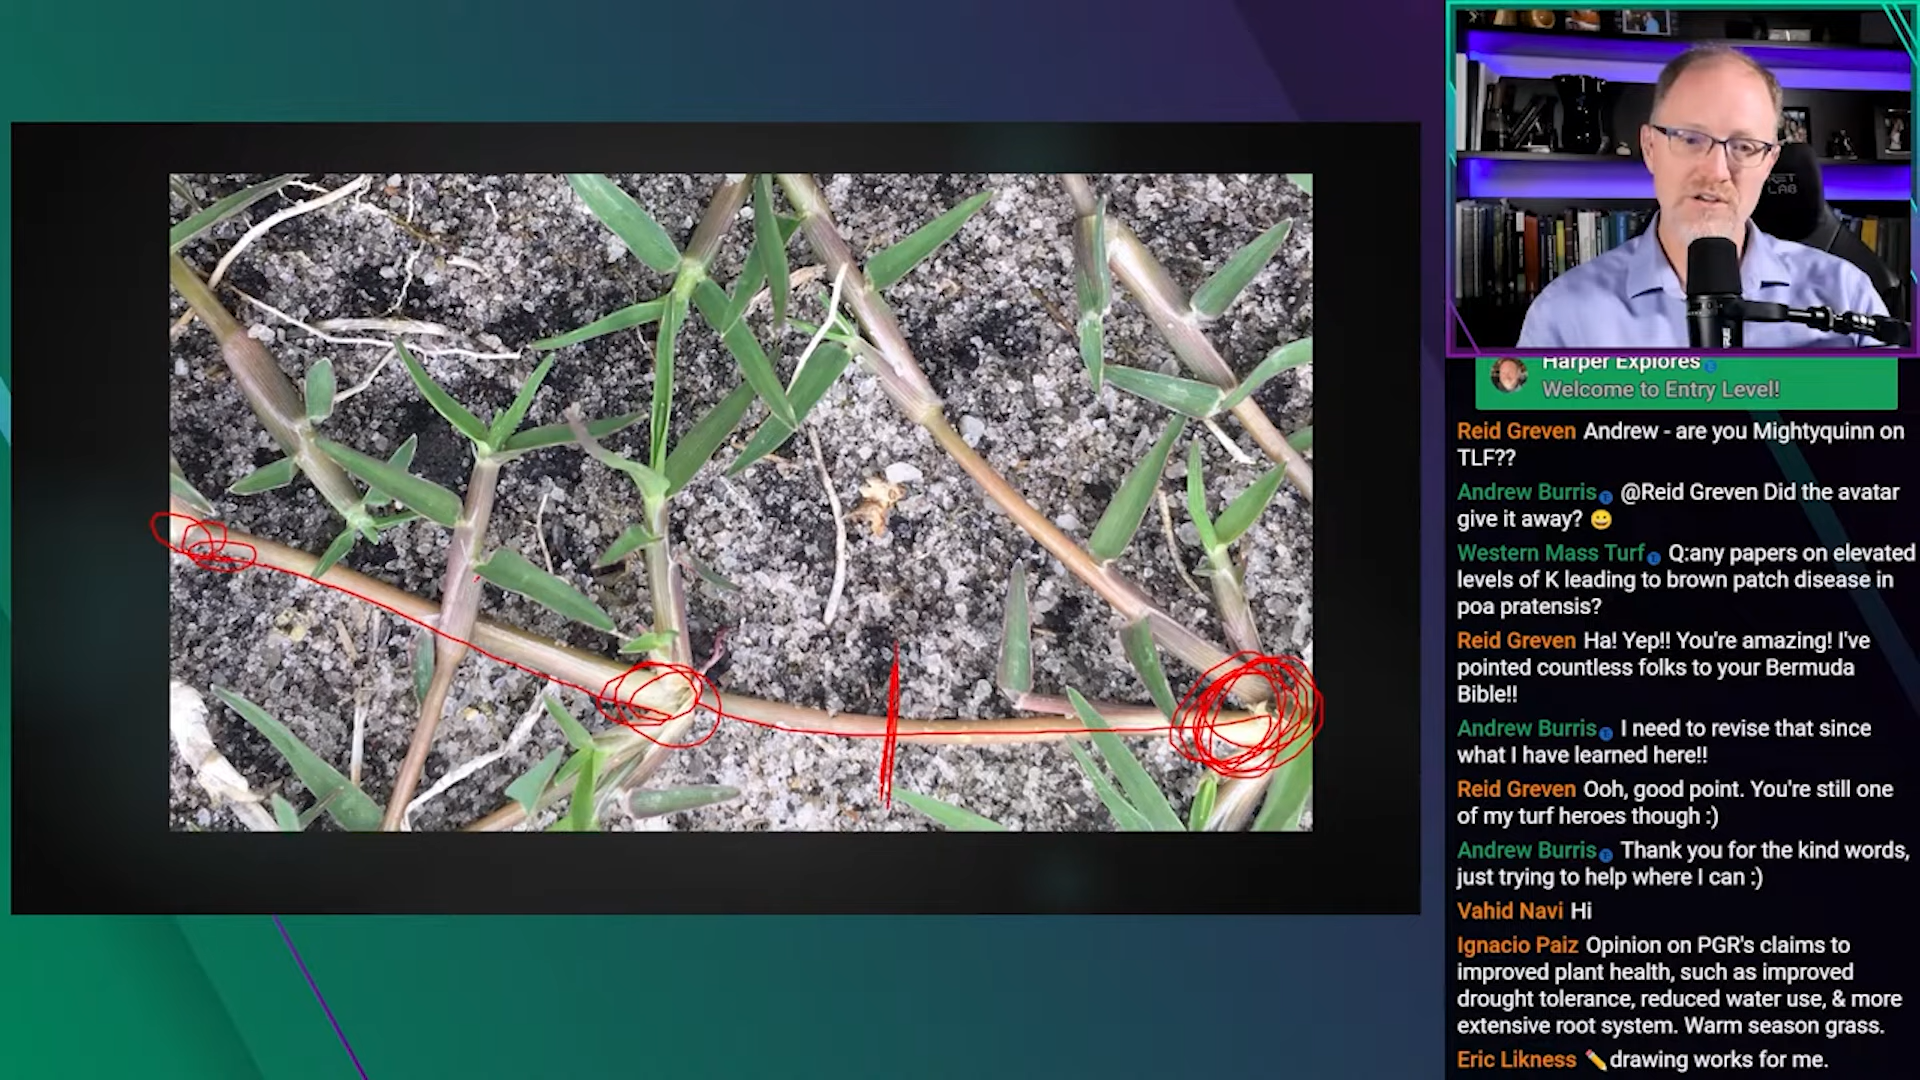 Harper Explores
Welcome to Entry Level!
Reid Greven Andrew - are you Mightyquinn on
TLF??
Andrew Burris @Reid Greven Did the avatar
give it away? 😀
Western Mass Turf Q:any papers on elevated
levels of K leading to brown patch disease in
poa pratensis?
Reid Greven Ha! Yep!! You're amazing! I've
pointed countless folks to your Bermuda
Bible!!
Andrew Burris I need to revise that since
what I have learned here!!
Reid Greven Ooh, good point. You're still one
of my turf heroes though :)
Andrew Burris Thank you for the kind words,
just trying to help where I can :)
Vahid Navi Hi
Ignacio Paiz Opinion on PGR's claims to
improved plant health, such as improved
drought tolerance, reduced water use, & more
extensive root system. Warm season grass.
Eric Likness ✏️drawing works for me.